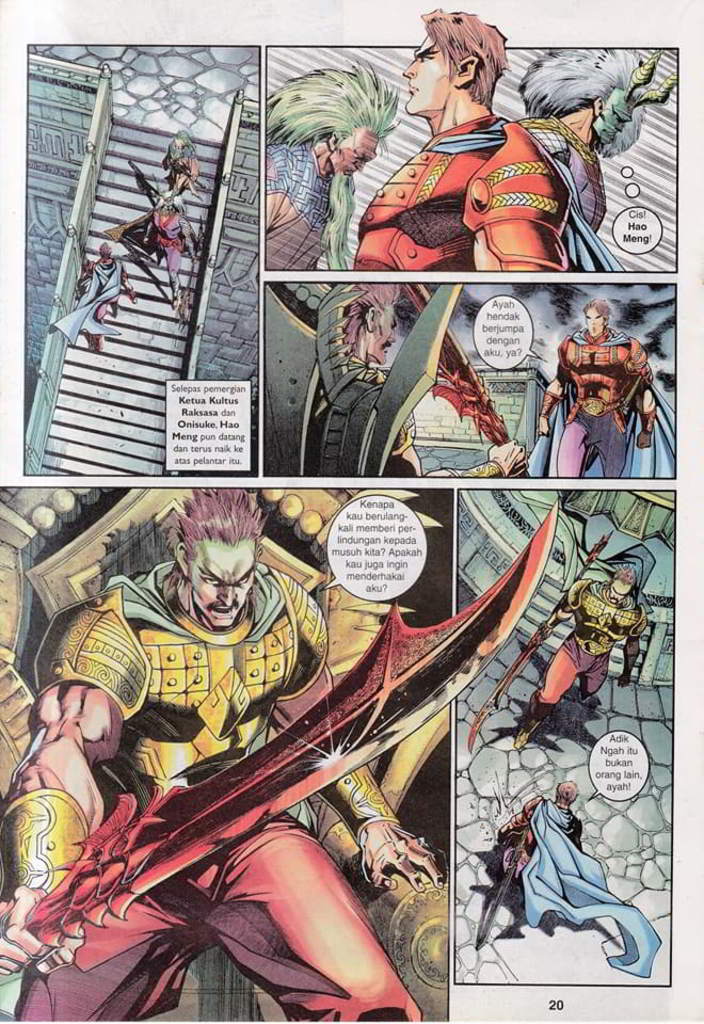 Selepas pemergian
Ketua Kultus
Raksasa dan
Onisuke, Hao
Meng pun datang
dan terus naik ke
atas pelantar itu.
Cis!
Hao
Meng!
Ayah
hendak
berjumpa
dengan
aku, ya?
Kenapa
kau berulang-
kali memberi per-
lindungan kepada
musuh kita? Apakah
kau juga ingin
menderhakai
aku?
Adik
Ngah itu
bukan
orang lain,
ayah!
20